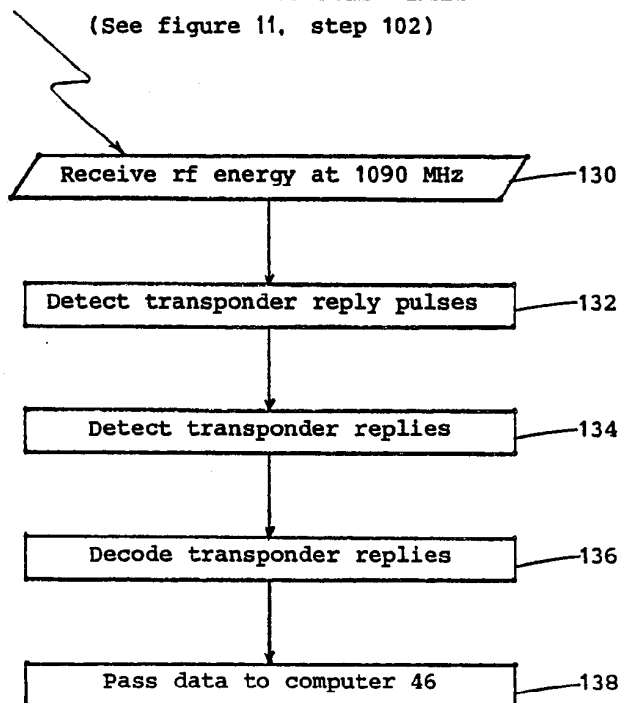 (See figure 11, step 102)
Receive rf energy at 1090 MHz
130
Detect transponder reply pulses
132
Detect transponder replies
134
Decode transponder replies
136
Pass data to computer 46
138